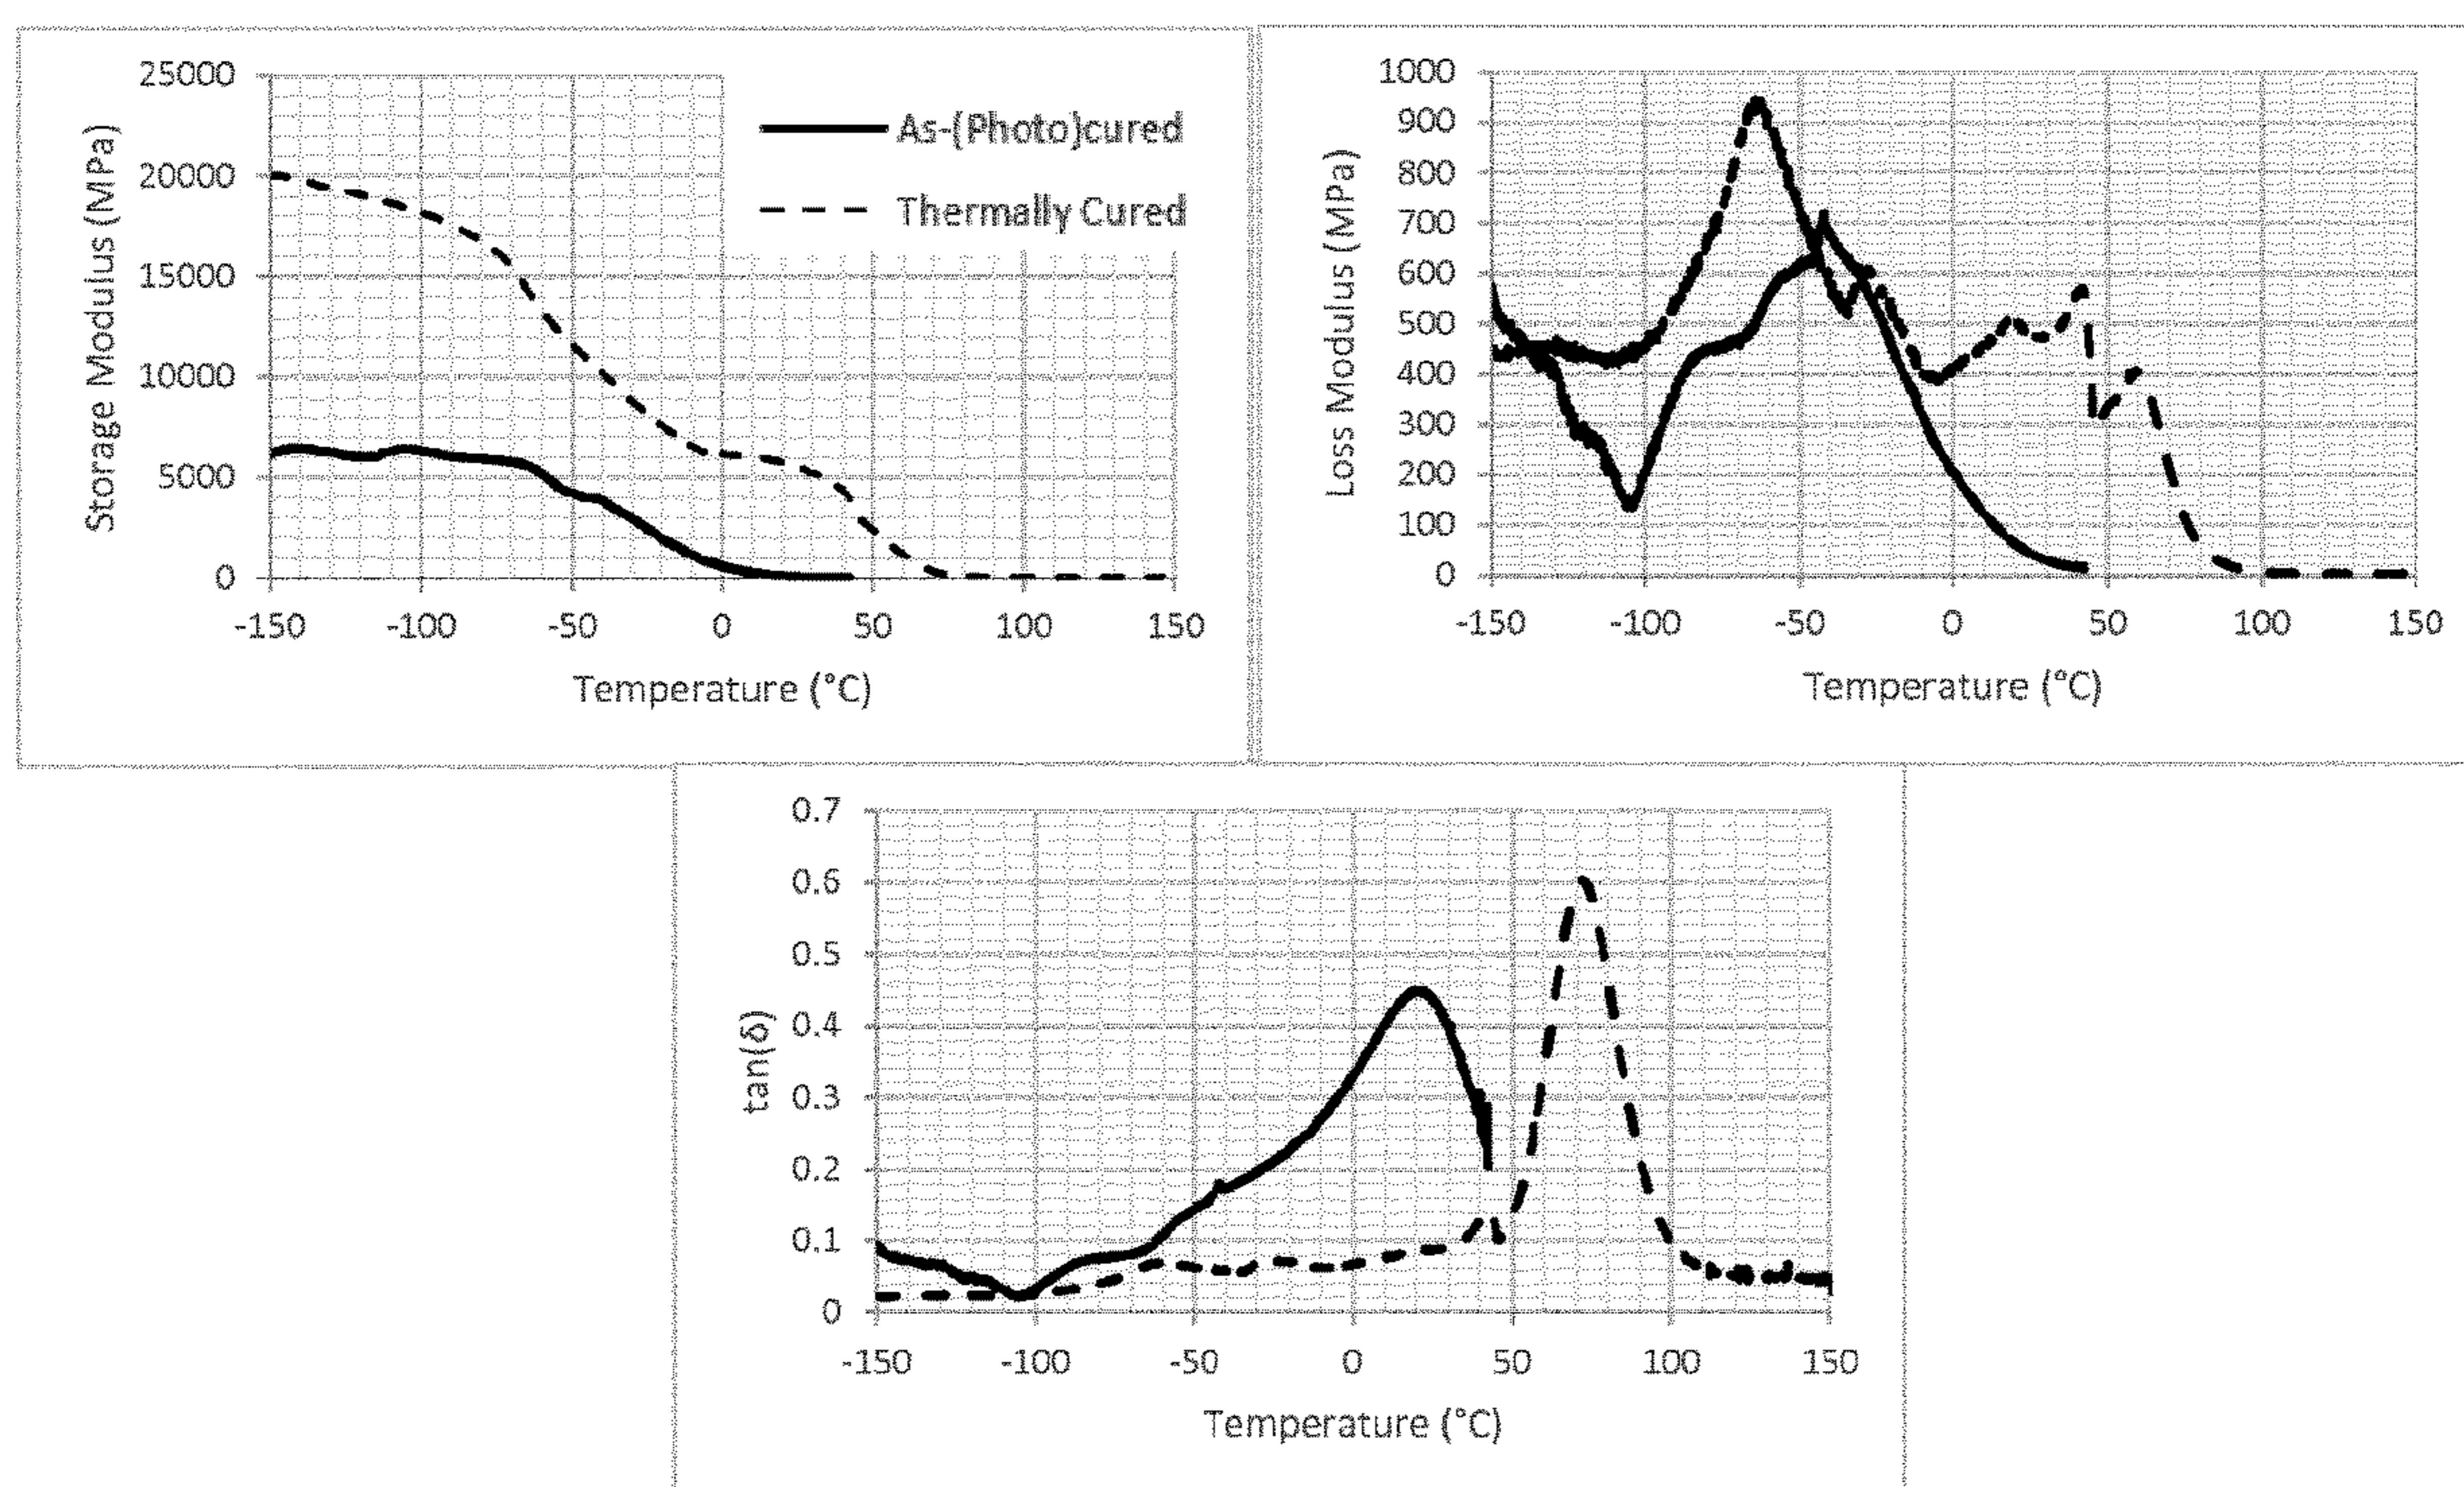 25000
20000
15000
10000
5000
0
Storage Modulus (MPa)
As-(Photo)cured
Thermally Cured
-150 -100 -50 0 50 100 150
Temperature (°C)
1000
900
800
700
600
500
400
300
200
100
0
Loss Modulus (MPa)
-150 -100 -50 0 50 100 150
Temperature (°C)
0.7
0.6
0.5
0.4
0.3
0.2
0.1
0
tan(δ)
-150 -100 -50 0 50 100 150
Temperature (°C)